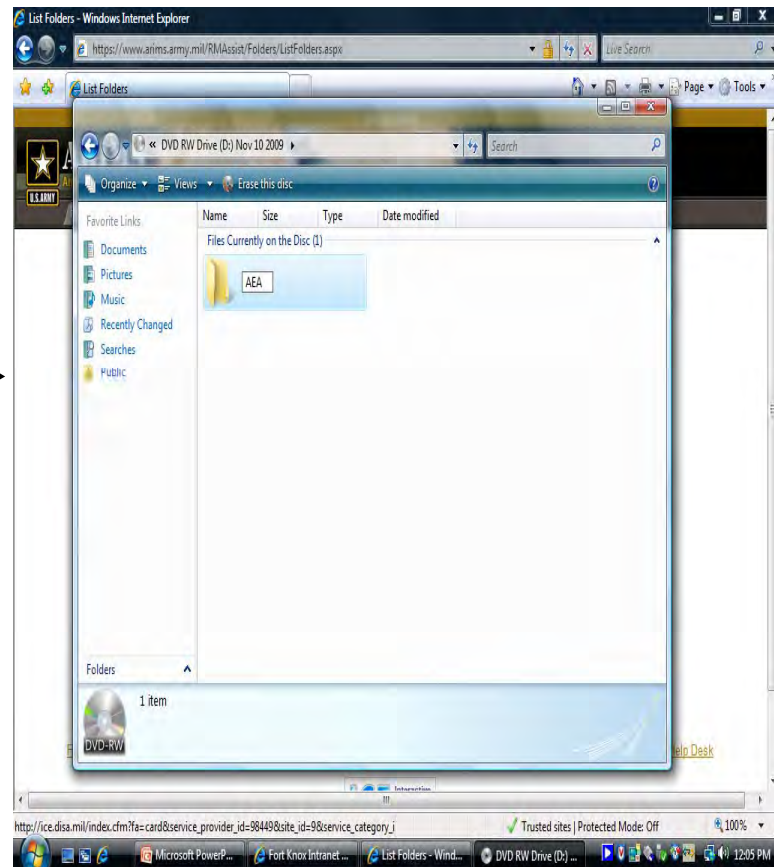 List Folders - Windows Internet Explorer
https://www.arims.army.mil/RMAssist/Folders/ListFolders.aspx
Live Search
List Folders
Page
Tools
« DVD RW Drive (D:) Nov 10 2009
Search
Organize
Views
Erase this disc
U.S.ARMY
Favorite Links
Name Size Type Date modified
Files Currently on the Disc (1)
Documents
AEA
Pictures
Music
Recently Changed
Searches
Public
Folders
1 item
DVD-RW
Help Desk
Interactive
http://ice.disa.mil/index.cfm?fa=card&service_provider_id=98449&site_id=9&service_category_i
Trusted sites | Protected Mode: Off
100%
Microsoft PowerP...
Fort Knox Intranet ...
List Folders - Wind...
DVD RW Drive (D:) ...
12:05 PM